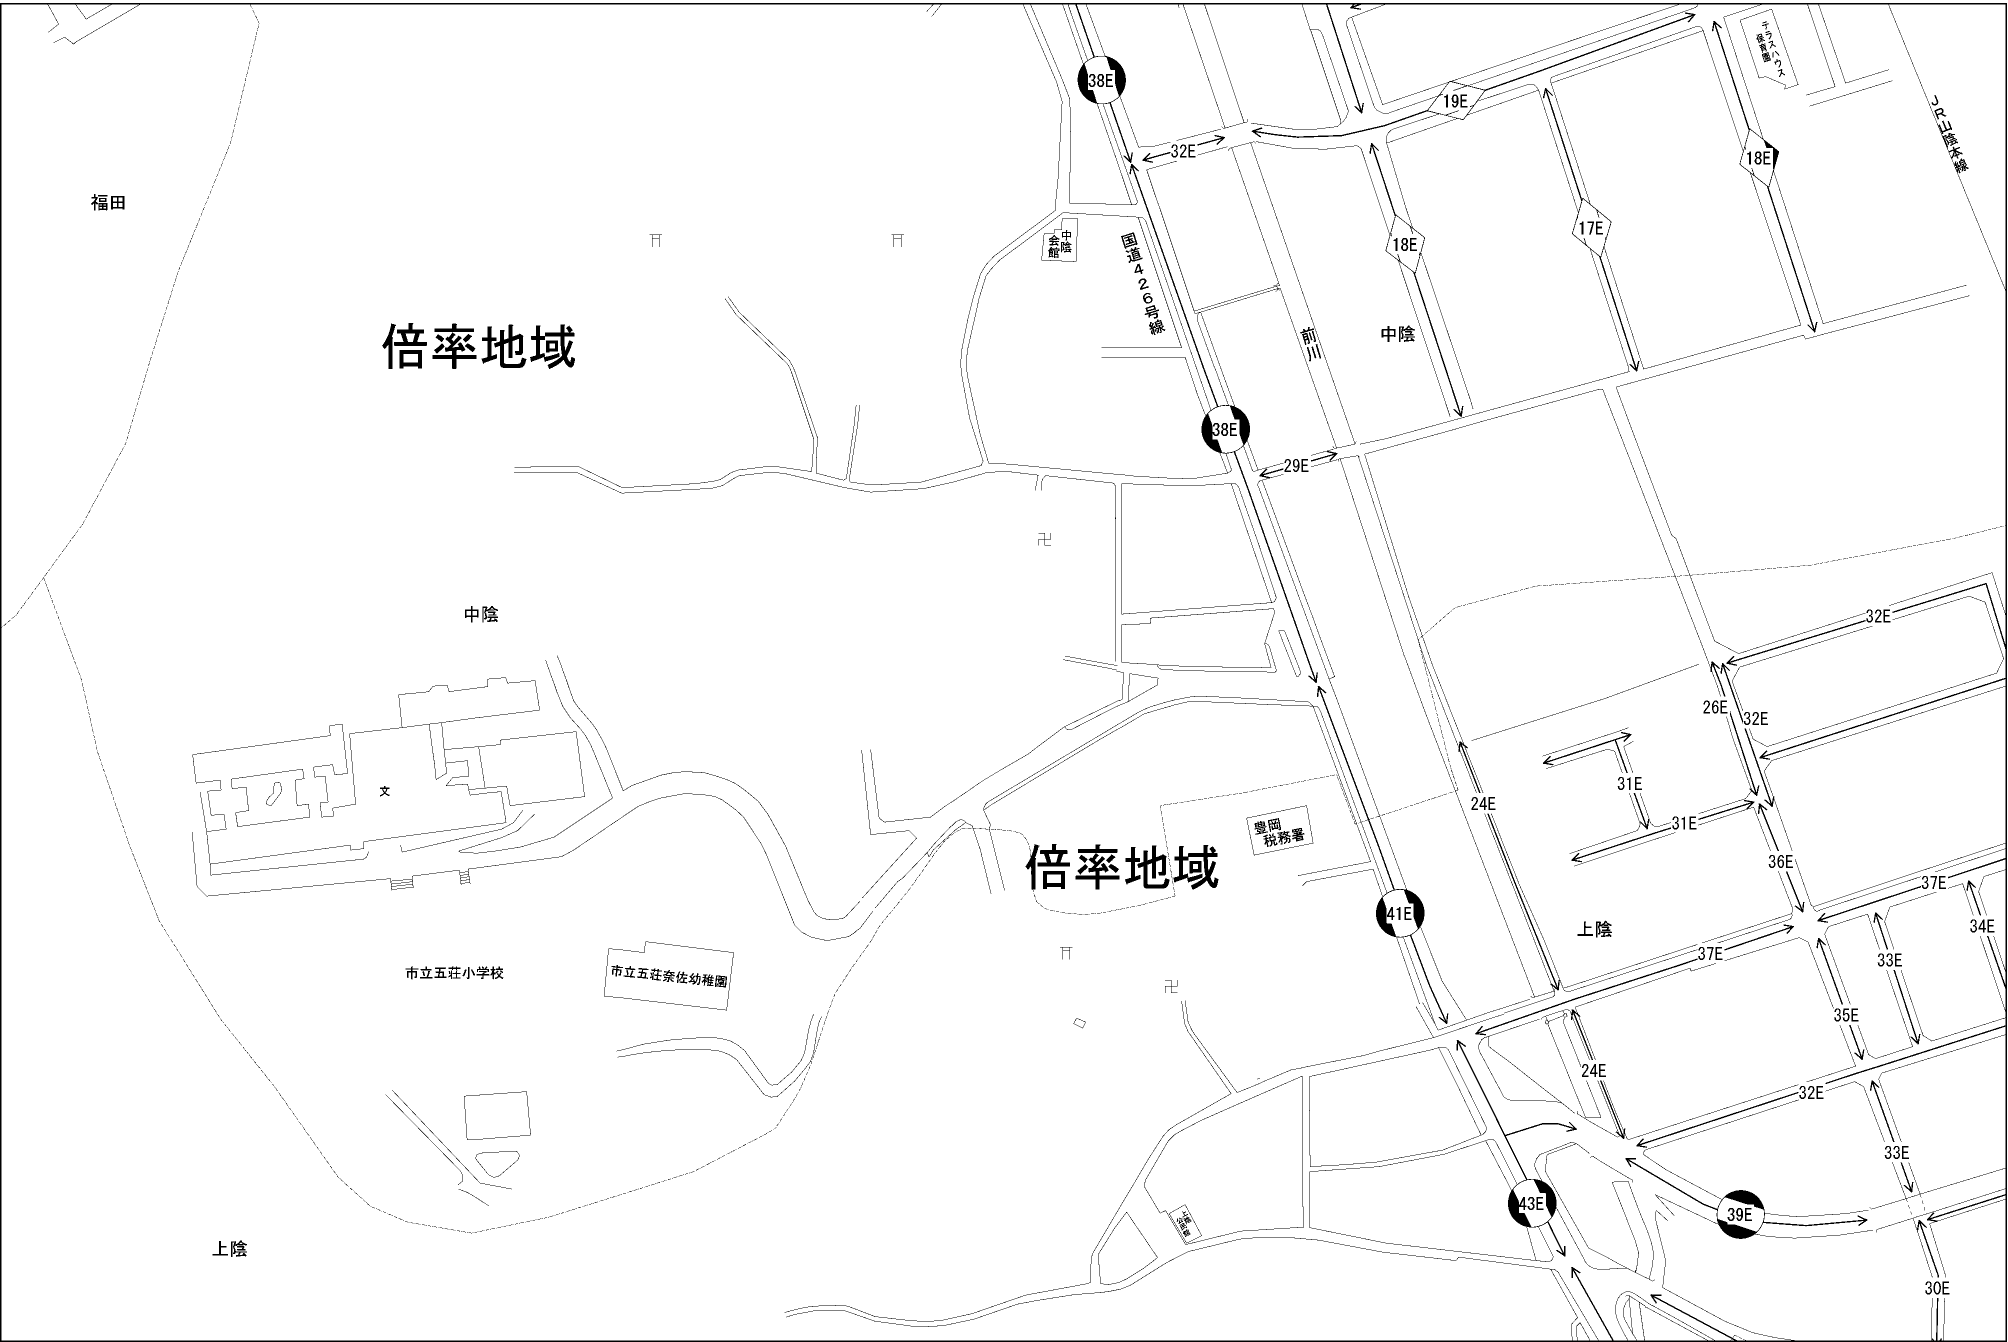 テラスハウス
保育園
38E
19E
JR山陰本線
32E
18E
福田
17E
18E
中陰
会館
国道426号線
倍率地域
前川
中陰
38E
29E
中陰
32E
26E
32E
31E
24E
31E
文
豊岡
税務署
倍率地域
36E
37E
41E
上陰
34E
37E
33E
市立五荘小学校
市立五荘奈佐幼稚園
35E
24E
32E
33E
43E
39E
上陰
30E